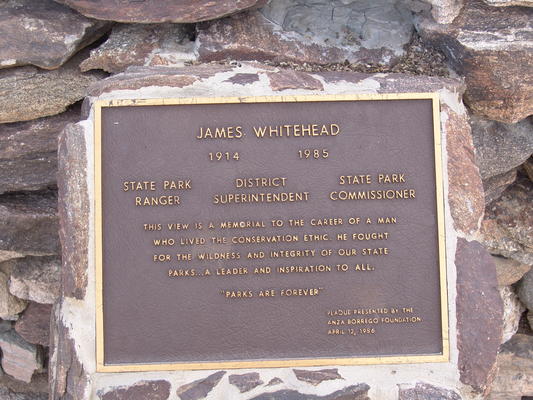 JAMES WHITEHEAD
1914 1985
STATE PARK RANGER
DISTRICT SUPERINTENDENT
STATE PARK COMMISSIONER
THIS VIEW IS A MEMORIAL TO THE CAREER OF A MAN
WHO LIVED THE CONSERVATION ETHIC. HE FOUGHT
FOR THE WILDNESS AND INTEGRITY OF OUR STATE
PARKS...A LEADER AND INSPIRATION TO ALL.
"PARKS ARE FOREVER"
PLAQUE PRESENTED BY THE
ANZA BORREGO FOUNDATION
APRIL 12, 1986